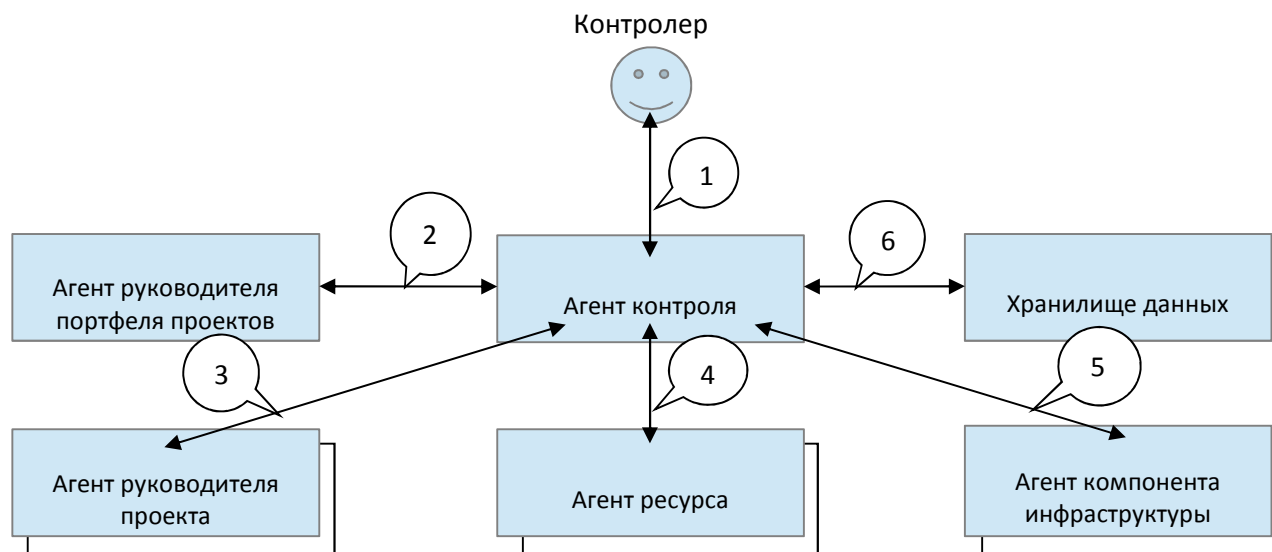 Контролер
1
2
6
Агент руководителя
портфеля проектов
Агент контроля
Хранилище данных
3
4
5
Агент руководителя
проекта
Агент ресурса
Агент компонента
инфраструктуры